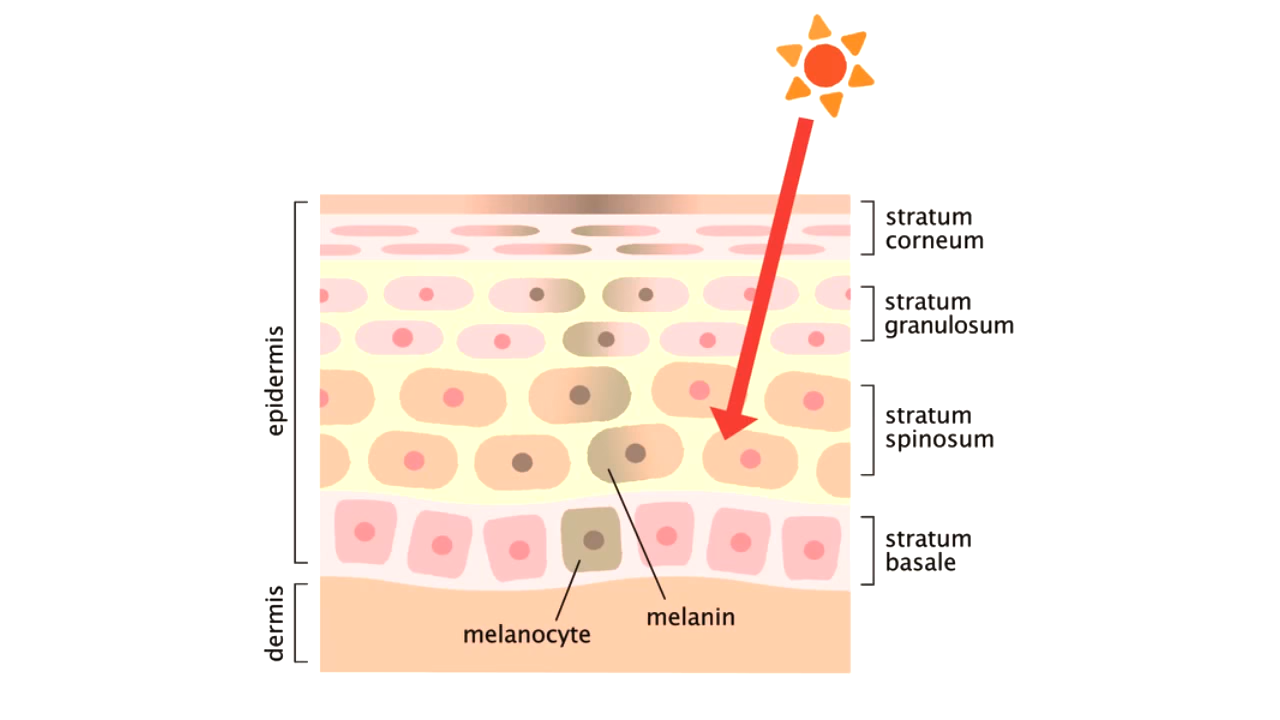 stratum
corneum
stratum
granulosum
epidermis
stratum
spinosum
stratum
basale
dermis
melanin
melanocyte